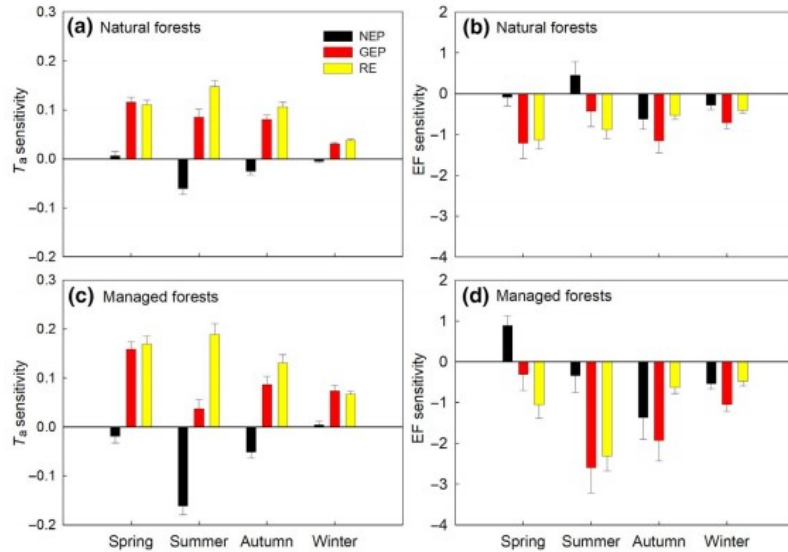 (a) Natural forests
NEP
GEP
RE
0.3
0.2
0.1
0.0
–0.1
–0.2
Ta sensitivity
(b) Natural forests
2
1
0
–1
–2
–3
–4
EF sensitivity
(c) Managed forests
0.3
0.2
0.1
0.0
–0.1
–0.2
Ta sensitivity
Spring Summer Autumn Winter
(d) Managed forests
2
1
0
–1
–2
–3
–4
EF sensitivity
Spring Summer Autumn Winter